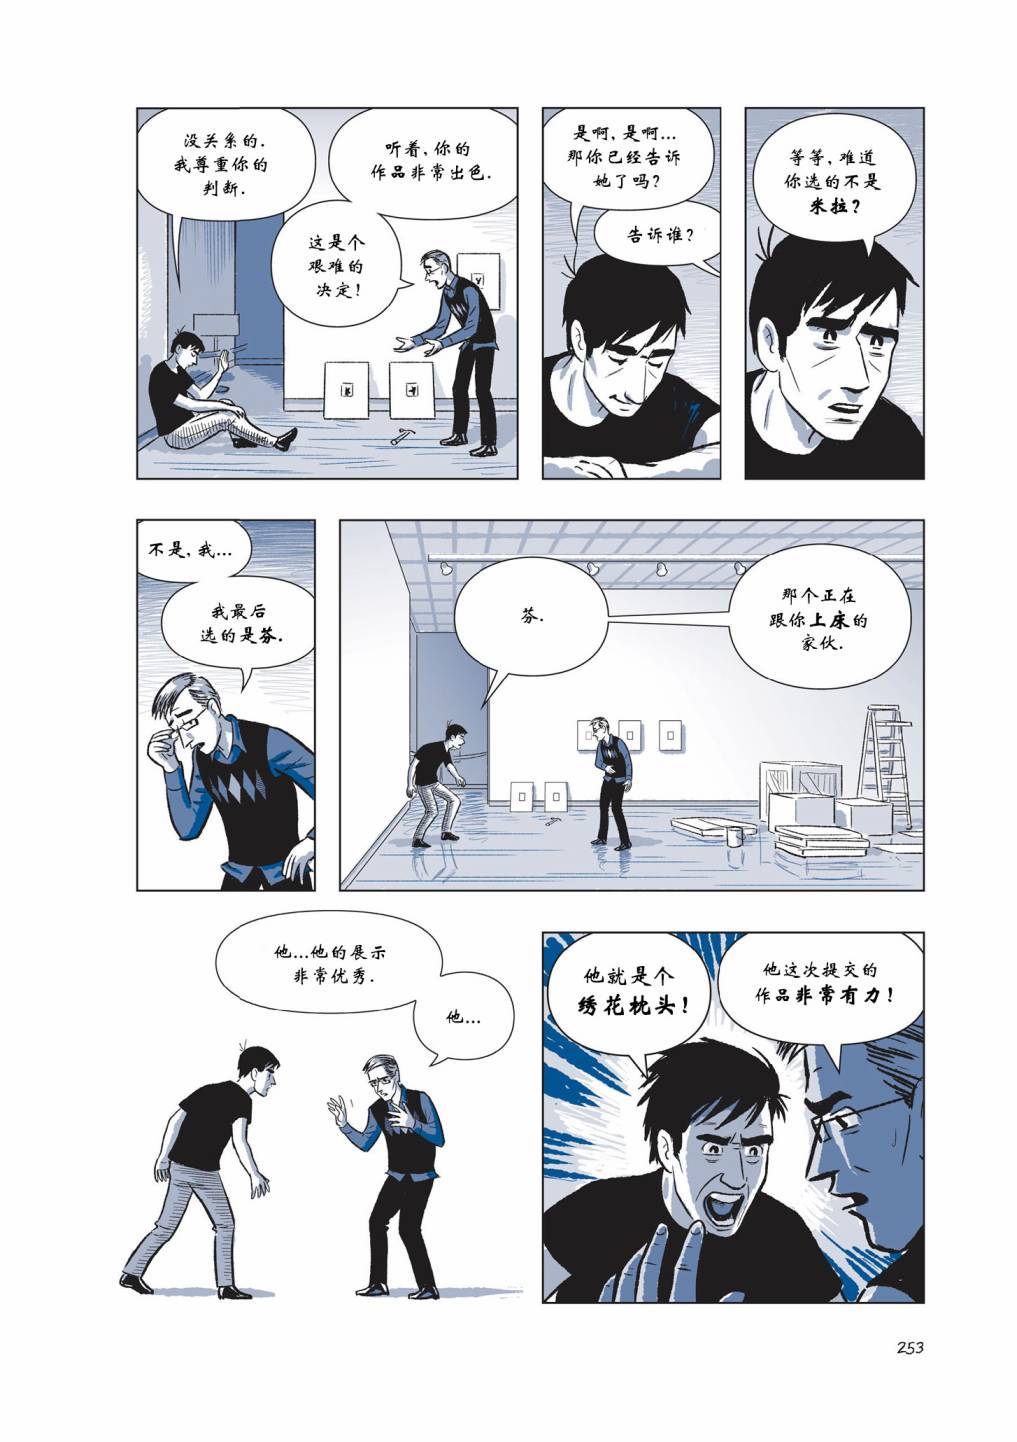 没关系的.
我尊重你的
判断.
听着,你的
作品非常出色.
这是个
艰难的
决定!
是啊,是啊...
那你已经告诉
她了吗?
告诉谁?
等等,难道
你选的不是
米拉?
不是,我...
我最后
选的是芬.
芬.
那个正在
跟你上床的
家伙.
他...他的展示
非常优秀.
他...
他就是个
绣花枕头!
他这次提交的
作品非常有力!
253